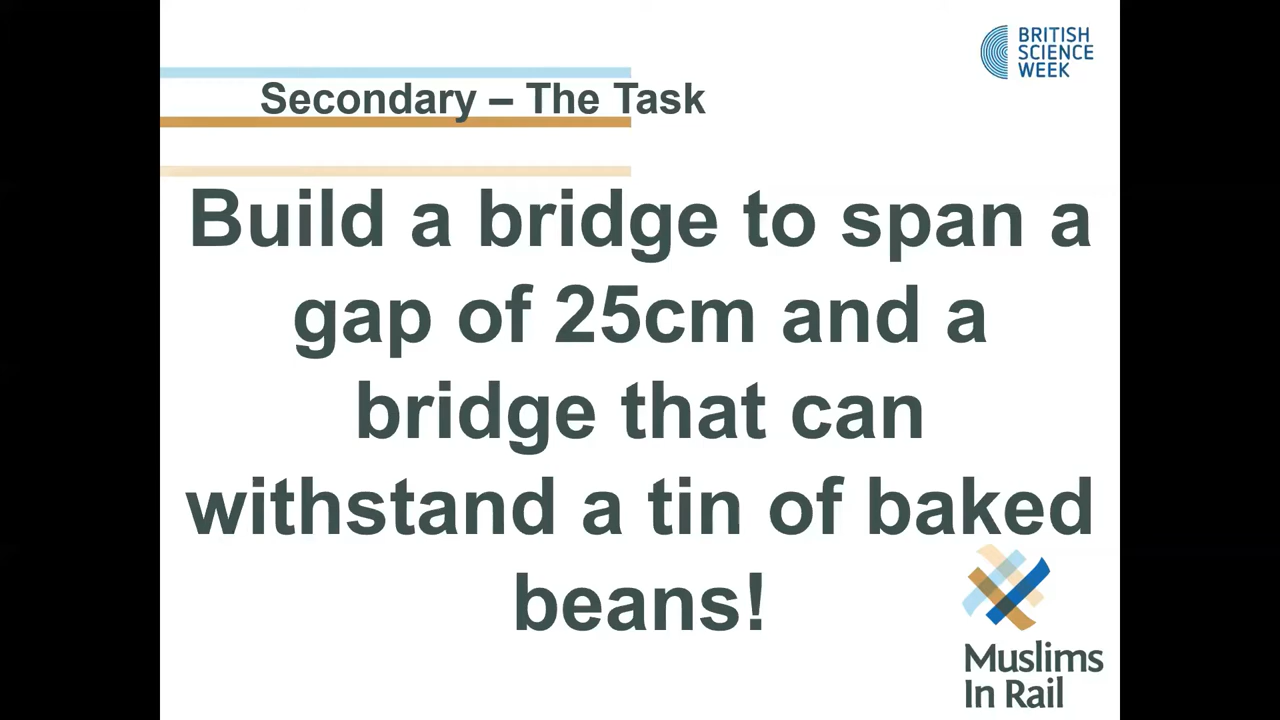 BRITISH
SCIENCE
WEEK
Secondary – The Task
Build a bridge to span a
gap of 25cm and a
bridge that can
withstand a tin of baked
beans!
Muslims
In Rail